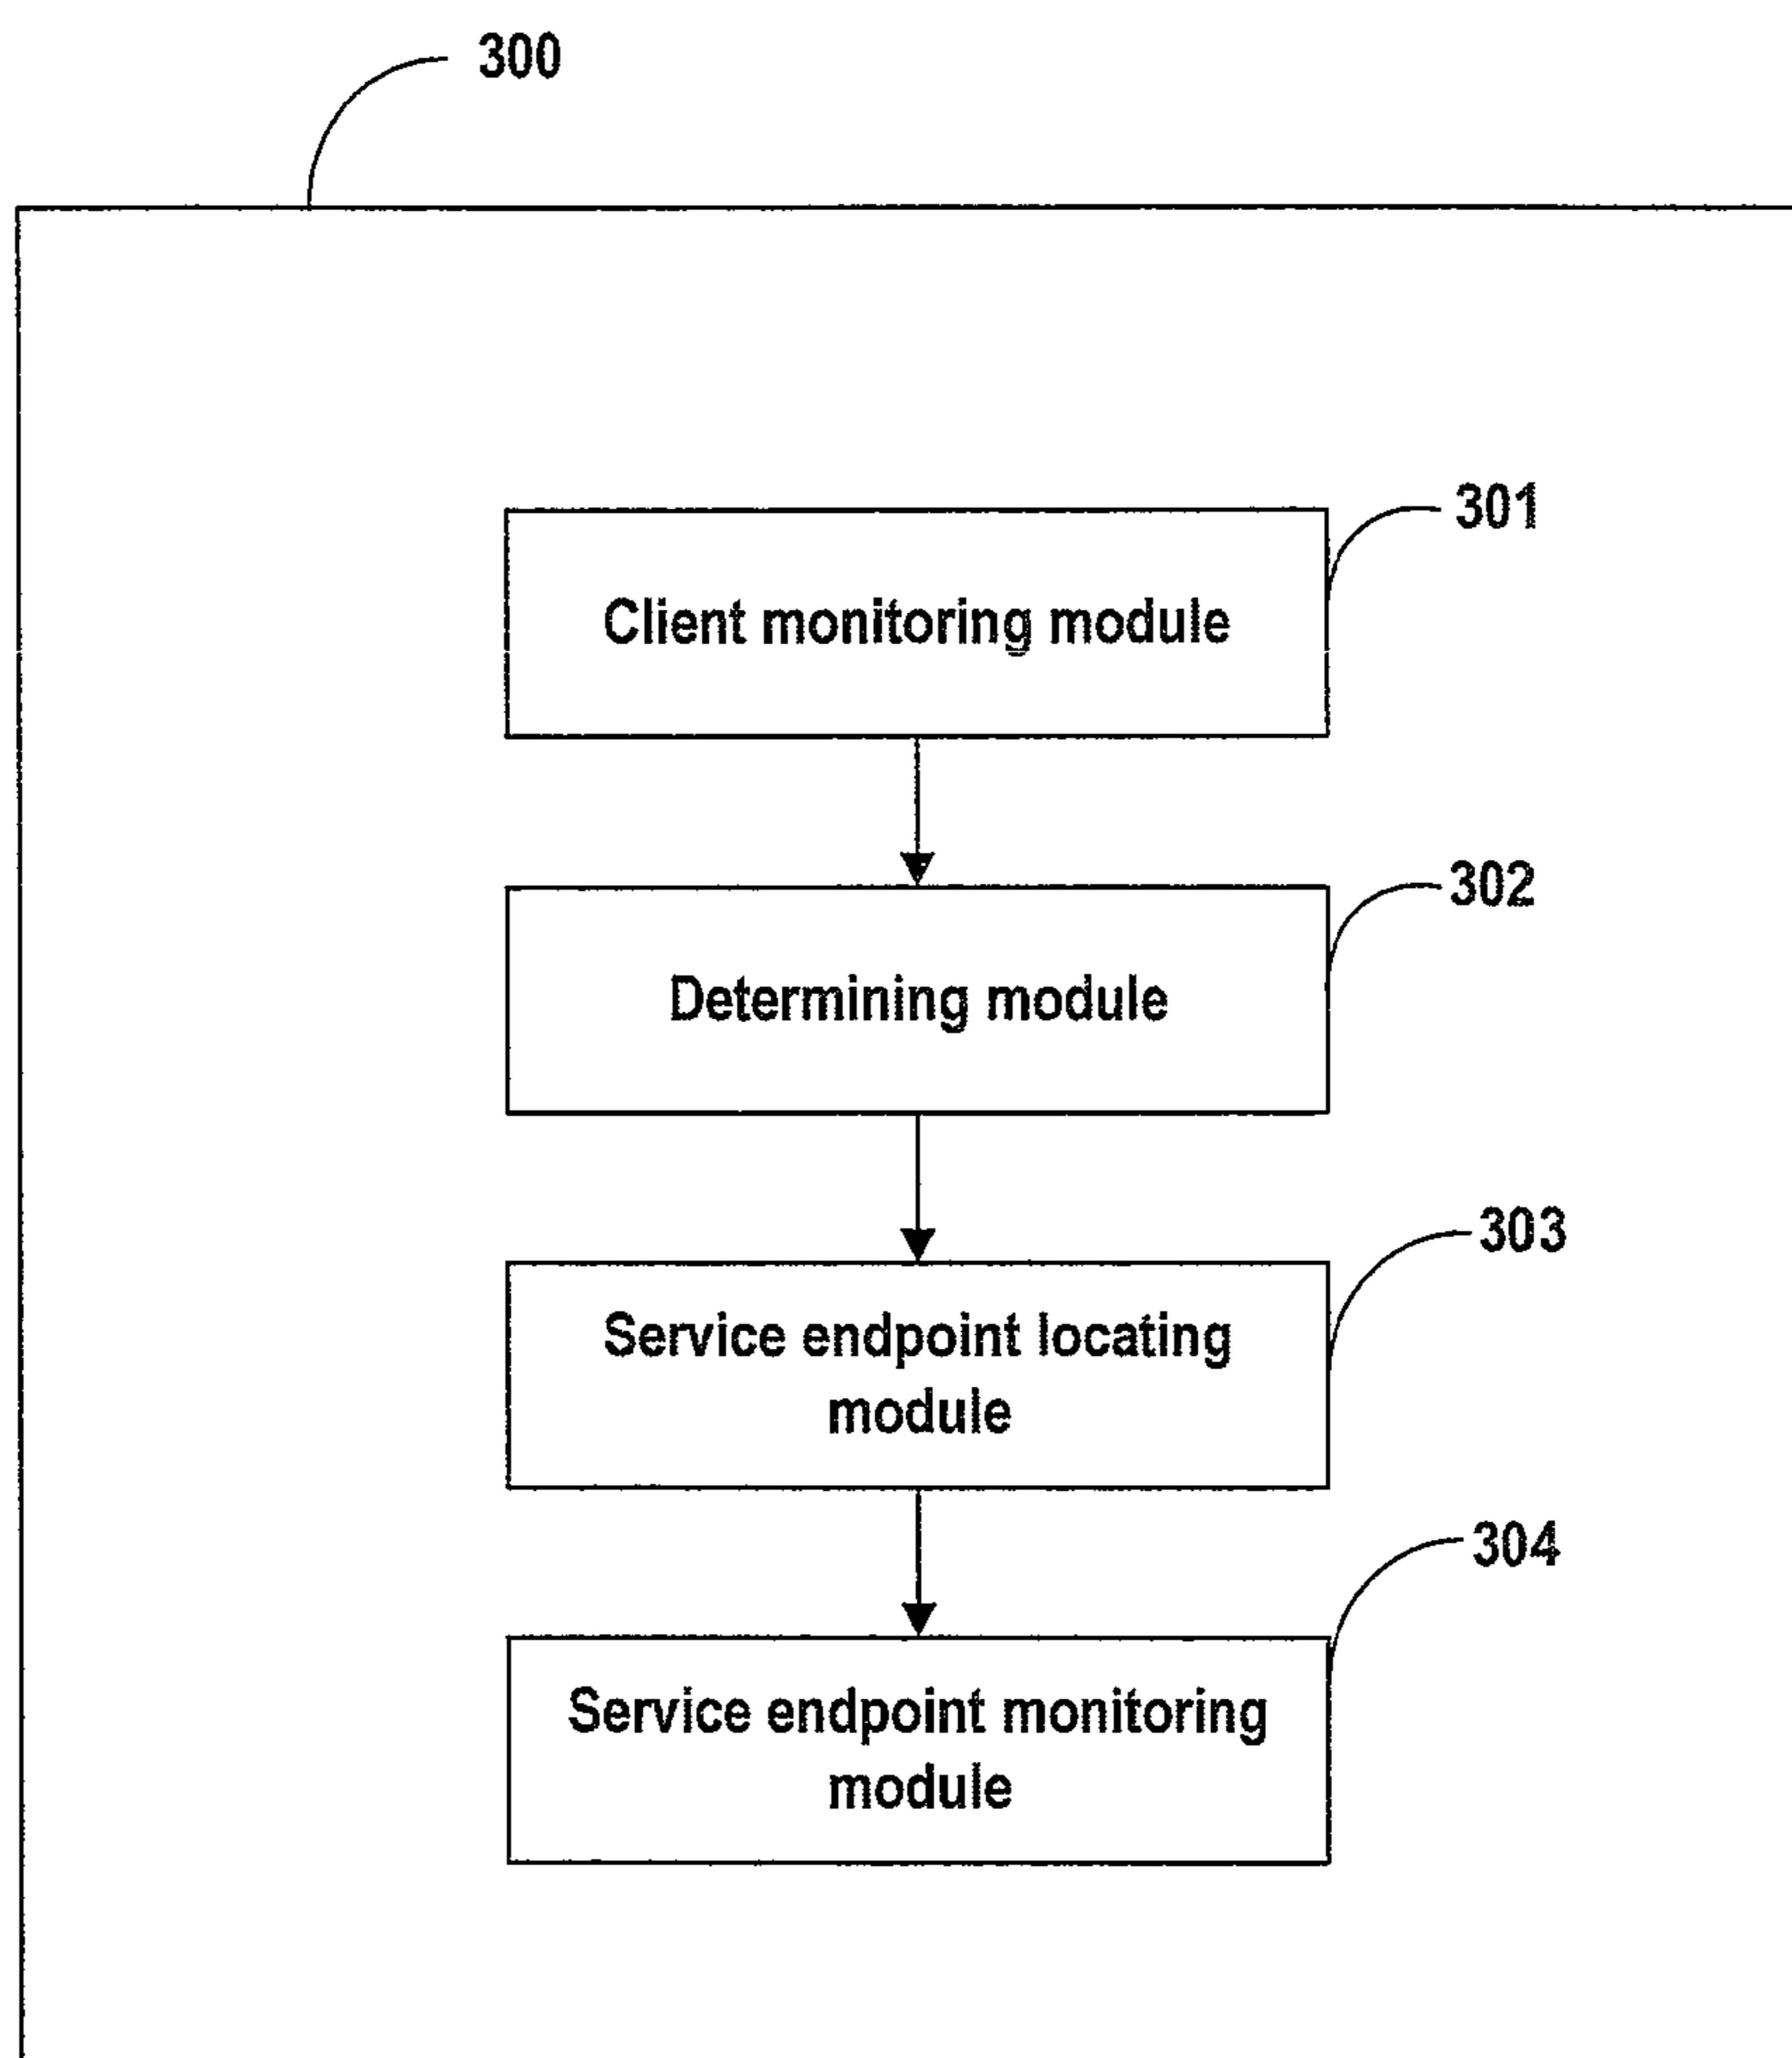 300
301
Client monitoring module
302
Determining module
303
Service endpoint locating
module
304
Service endpoint monitoring
module